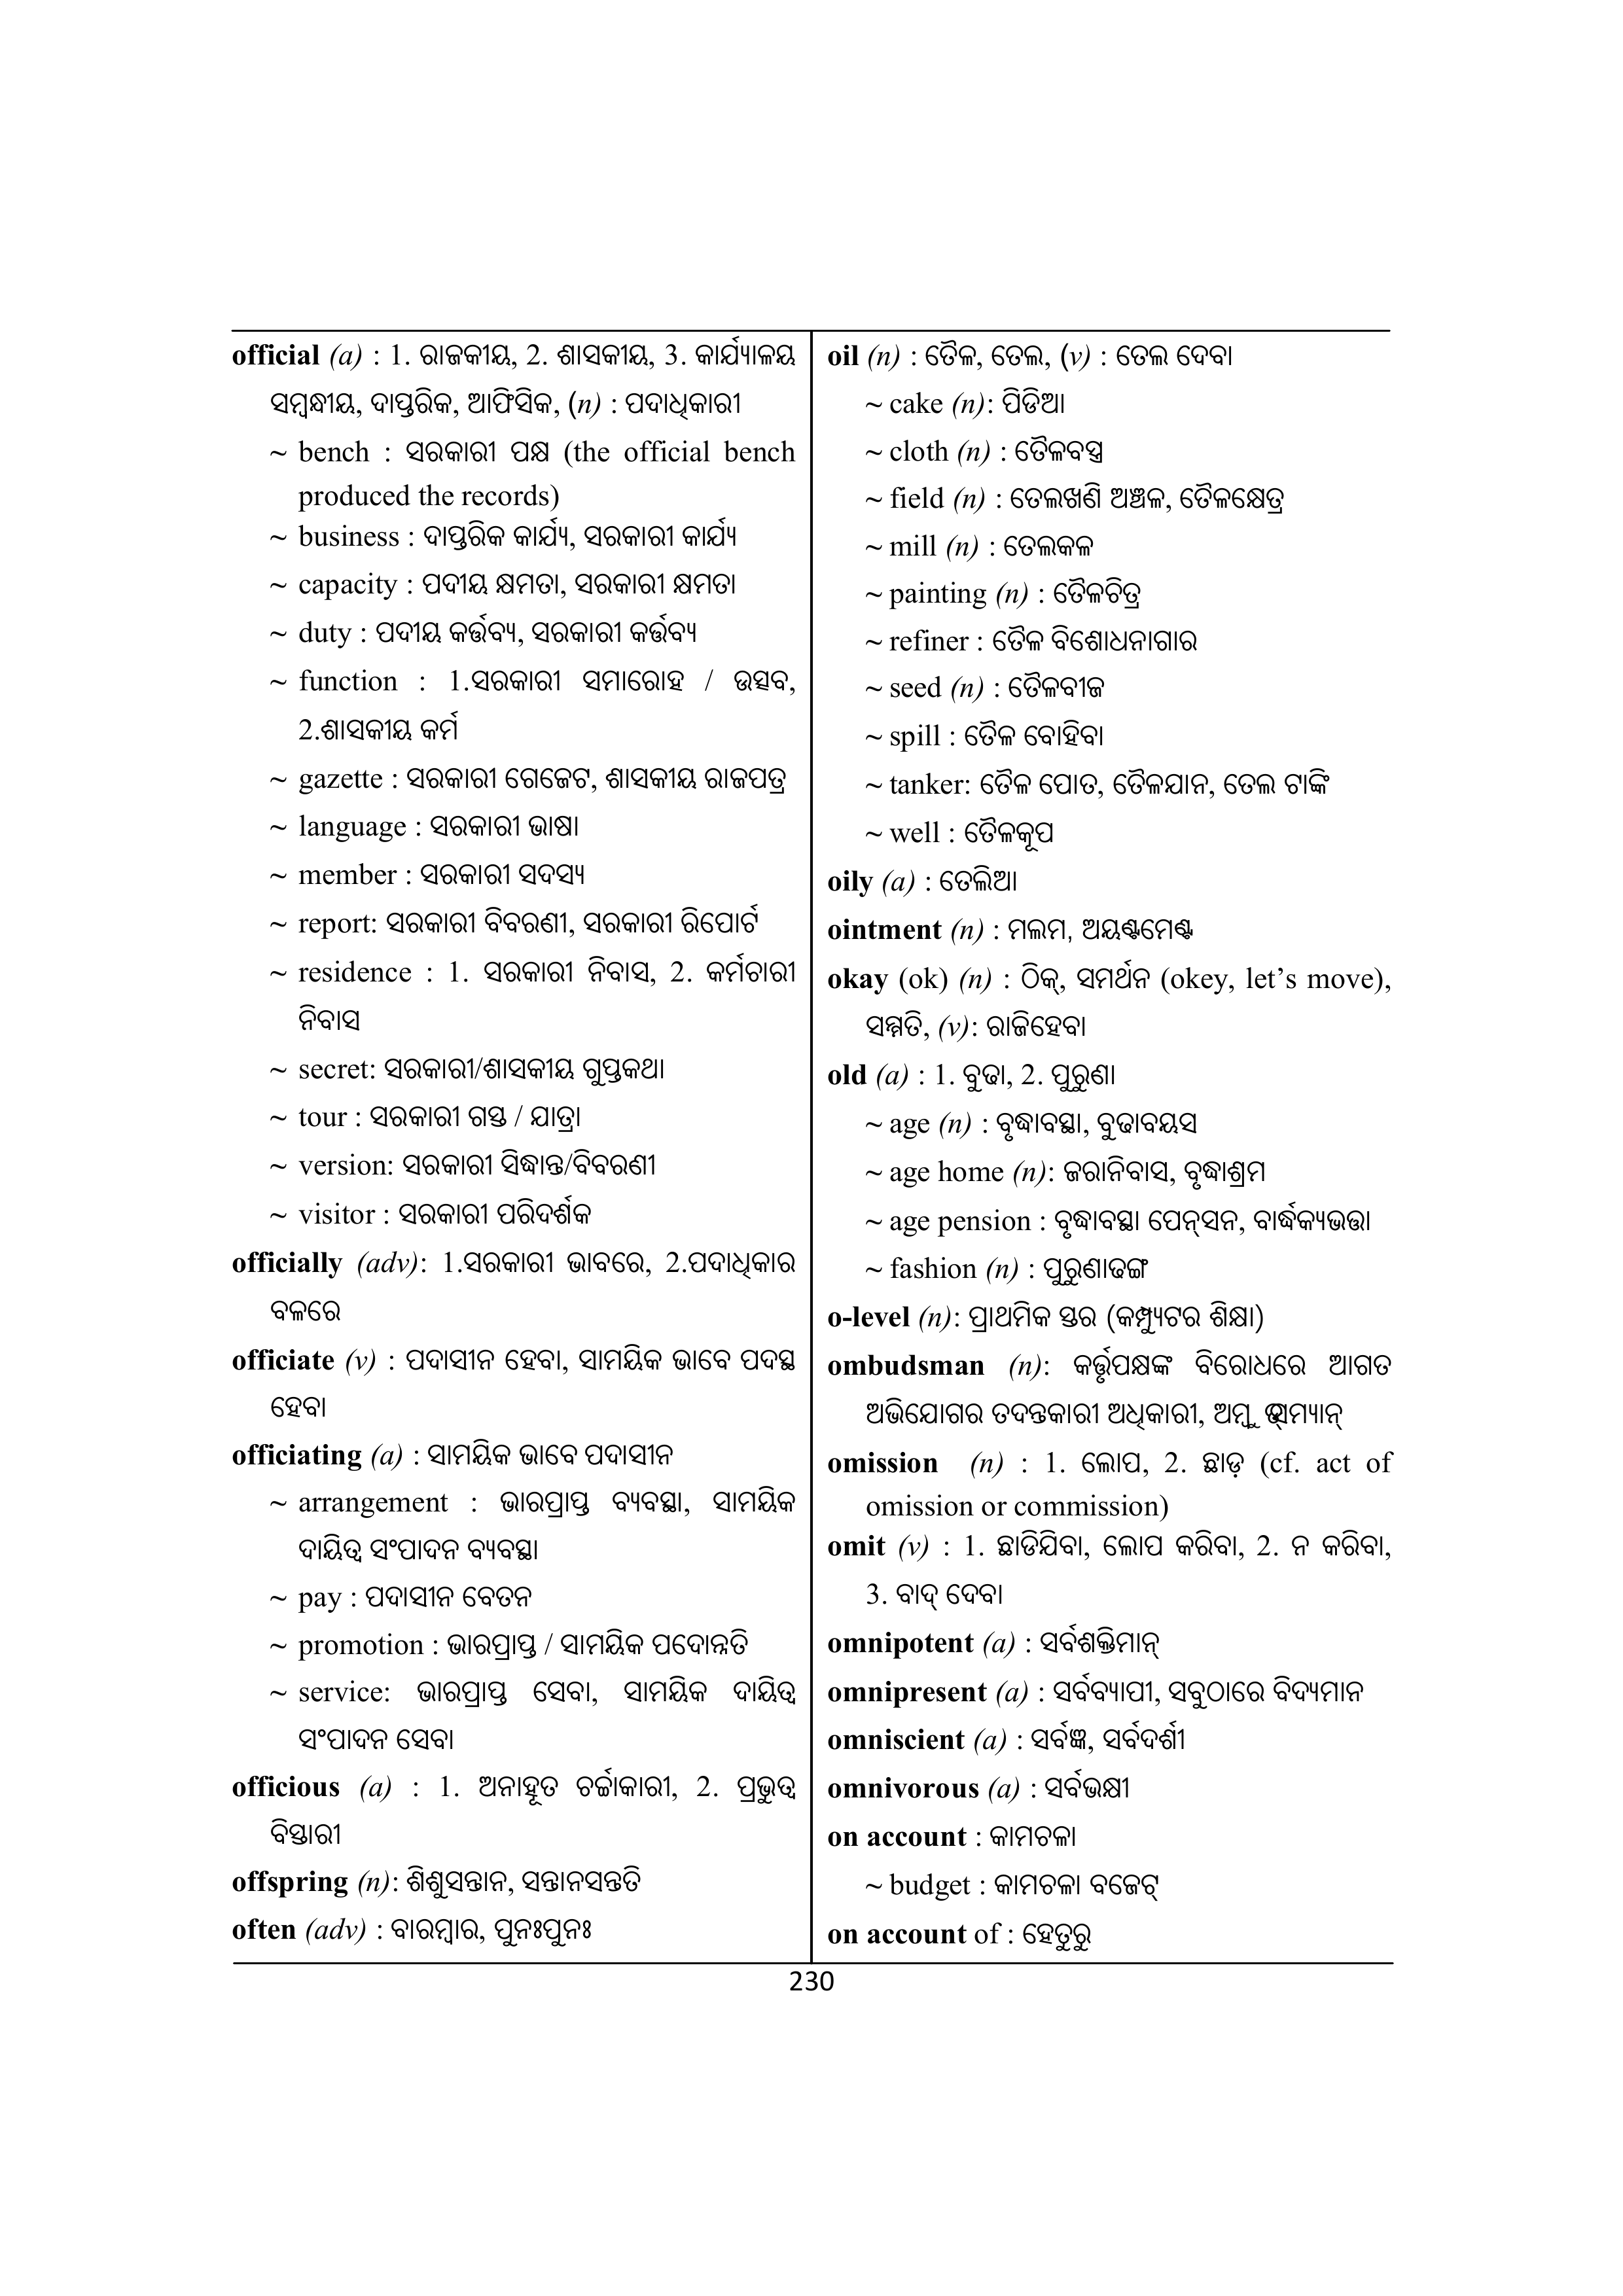 official (a) : 1. ରାଜକୀୟ, 2. ଶାସକୀୟ, 3. କାର୍ଯ୍ୟାଳୟ
ସମ୍ବନ୍ଧୀୟ, ଦାପ୍ତରିକ, ଆଫିସିକ, (n) : ପଦାଧିକାରୀ
~ bench : ସରକାରୀ ପକ୍ଷ (the official bench
produced the records)
~ business : ଦାପ୍ତରିକ କାର୍ଯ୍ୟ, ସରକାରୀ କାର୍ଯ୍ୟ
~ capacity : ପଦୀୟ କ୍ଷମତା, ସରକାରୀ କ୍ଷମତା
~ duty : ପଦୀୟ କର୍ତ୍ତବ୍ୟ, ସରକାରୀ କର୍ତ୍ତବ୍ୟ
~ function : 1.ସରକାରୀ ସମାରୋହ / ଉତ୍ସବ,
2.ଶାସକୀୟ କର୍ମ
~ gazette : ସରକାରୀ ଗେଜେଟ, ଶାସକୀୟ ରାଜପତ୍ର
~ language : ସରକାରୀ ଭାଷା
~ member : ସରକାରୀ ସଦସ୍ୟ
~ report: ସରକାରୀ ବିବରଣୀ, ସରକାରୀ ରିପୋର୍ଟ
~ residence : 1. ସରକାରୀ ନିବାସ, 2. କର୍ମଚାରୀ
ନିବାସ
~ secret: ସରକାରୀ/ଶାସକୀୟ ଗୁପ୍ତକଥା
~ tour : ସରକାରୀ ଗସ୍ତ / ଯାତ୍ରା
~ version: ସରକାରୀ ସିଦ୍ଧାନ୍ତ/ବିବରଣୀ
~ visitor : ସରକାରୀ ପରିଦର୍ଶକ
officially (adv): 1.ସରକାରୀ ଭାବରେ, 2.ପଦାଧିକାର
ବଳରେ
officiate (v) : ପଦାସୀନ ହେବା, ସାମୟିକ ଭାବେ ପଦସ୍ଥ
ହେବା
officiating (a) : ସାମୟିକ ଭାବେ ପଦାସୀନ
~ arrangement : ଭାରପ୍ରାପ୍ତ ବ୍ୟବସ୍ଥା, ସାମୟିକ
ଦାୟିତ୍ୱ ସଂପାଦନ ବ୍ୟବସ୍ଥା
~ pay : ପଦାସୀନ ବେତନ
~ promotion : ଭାରପ୍ରାପ୍ତ / ସାମୟିକ ପଦୋନ୍ନତି
~ service: ଭାରପ୍ରାପ୍ତ ସେବା, ସାମୟିକ ଦାୟିତ୍ୱ
ସଂପାଦନ ସେବା
officious (a) : 1. ଅନାହୂତ ଚର୍ଚ୍ଚାକାରୀ, 2. ପ୍ରଭୁତ୍ୱ
ବିସ୍ତାରୀ
offspring (n): ଶିଶୁସନ୍ତାନ, ସନ୍ତାନସନ୍ତତି
often (adv) : ବାରମ୍ବାର, ପୁନଃପୁନଃ
oil (n) : ତୈଳ, ତେଲ, (v) : ତେଲ ଦେବା
~ cake (n): ପିଡିଆ
~ cloth (n) : ତୈଳବସ୍ତ୍ର
~ field (n) : ତେଲଖଣି ଅଞ୍ଚଳ, ତୈଳକ୍ଷେତ୍ର
~ mill (n) : ତେଲକଳ
~ painting (n) : ତୈଳଚିତ୍ର
~ refiner : ତୈଳ ବିଶୋଧନାଗାର
~ seed (n) : ତୈଳବୀଜ
~ spill : ତୈଳ ବୋହିବା
~ tanker: ତୈଳ ପୋତ, ତୈଳଯାନ, ତେଲ ଟାଙ୍କି
~ well : ତୈଳକୂପ
oily (a) : ତେଲିଆ
ointment (n) : ମଲମ, ଅୟଣ୍ଟମେଣ୍ଟ
okay (ok) (n) : ଠିକ୍, ସମର୍ଥନ (okey, let’s move),
ସମ୍ମତି, (v): ରାଜିହେବା
old (a) : 1. ବୁଢା, 2. ପୁରୁଣା
~ age (n) : ବୃଦ୍ଧାବସ୍ଥା, ବୁଢାବୟସ
~ age home (n): ଜରାନିବାସ, ବୃଦ୍ଧାଶ୍ରମ
~ age pension : ବୃଦ୍ଧାବସ୍ଥା ପେନ୍‌ସନ, ବାର୍ଦ୍ଧକ୍ୟଭତ୍ତା
~ fashion (n) : ପୁରୁଣାଢଙ୍ଗ
o-level (n): ପ୍ରାଥମିକ ସ୍ତର (କମ୍ପ୍ୟୁଟର ଶିକ୍ଷା)
ombudsman (n): କର୍ତ୍ତୃପକ୍ଷଙ୍କ ବିରୋଧରେ ଆଗତ
ଅଭିଯୋଗର ତଦନ୍ତକାରୀ ଅଧିକାରୀ,
omission (n) : 1. ଲୋପ, 2. ଛାଡ଼ (cf. act of
omission or commission)
omit (v) : 1. ଛାଡିଯିବା, ଲୋପ କରିବା, 2. ନ କରିବା,
3. ବାଦ୍ ଦେବା
omnipotent (a) : ସର୍ବଶକ୍ତିମାନ୍
omnipresent (a) : ସର୍ବବ୍ୟାପୀ, ସବୁଠାରେ ବିଦ୍ୟମାନ
omniscient (a) : ସର୍ବଜ୍ଞ, ସର୍ବଦର୍ଶୀ
omnivorous (a) : ସର୍ବଭକ୍ଷୀ
on account : କାମଚଳା
~ budget : କାମଚଳା ବଜେଟ୍
on account of : ହେତୁରୁ
230